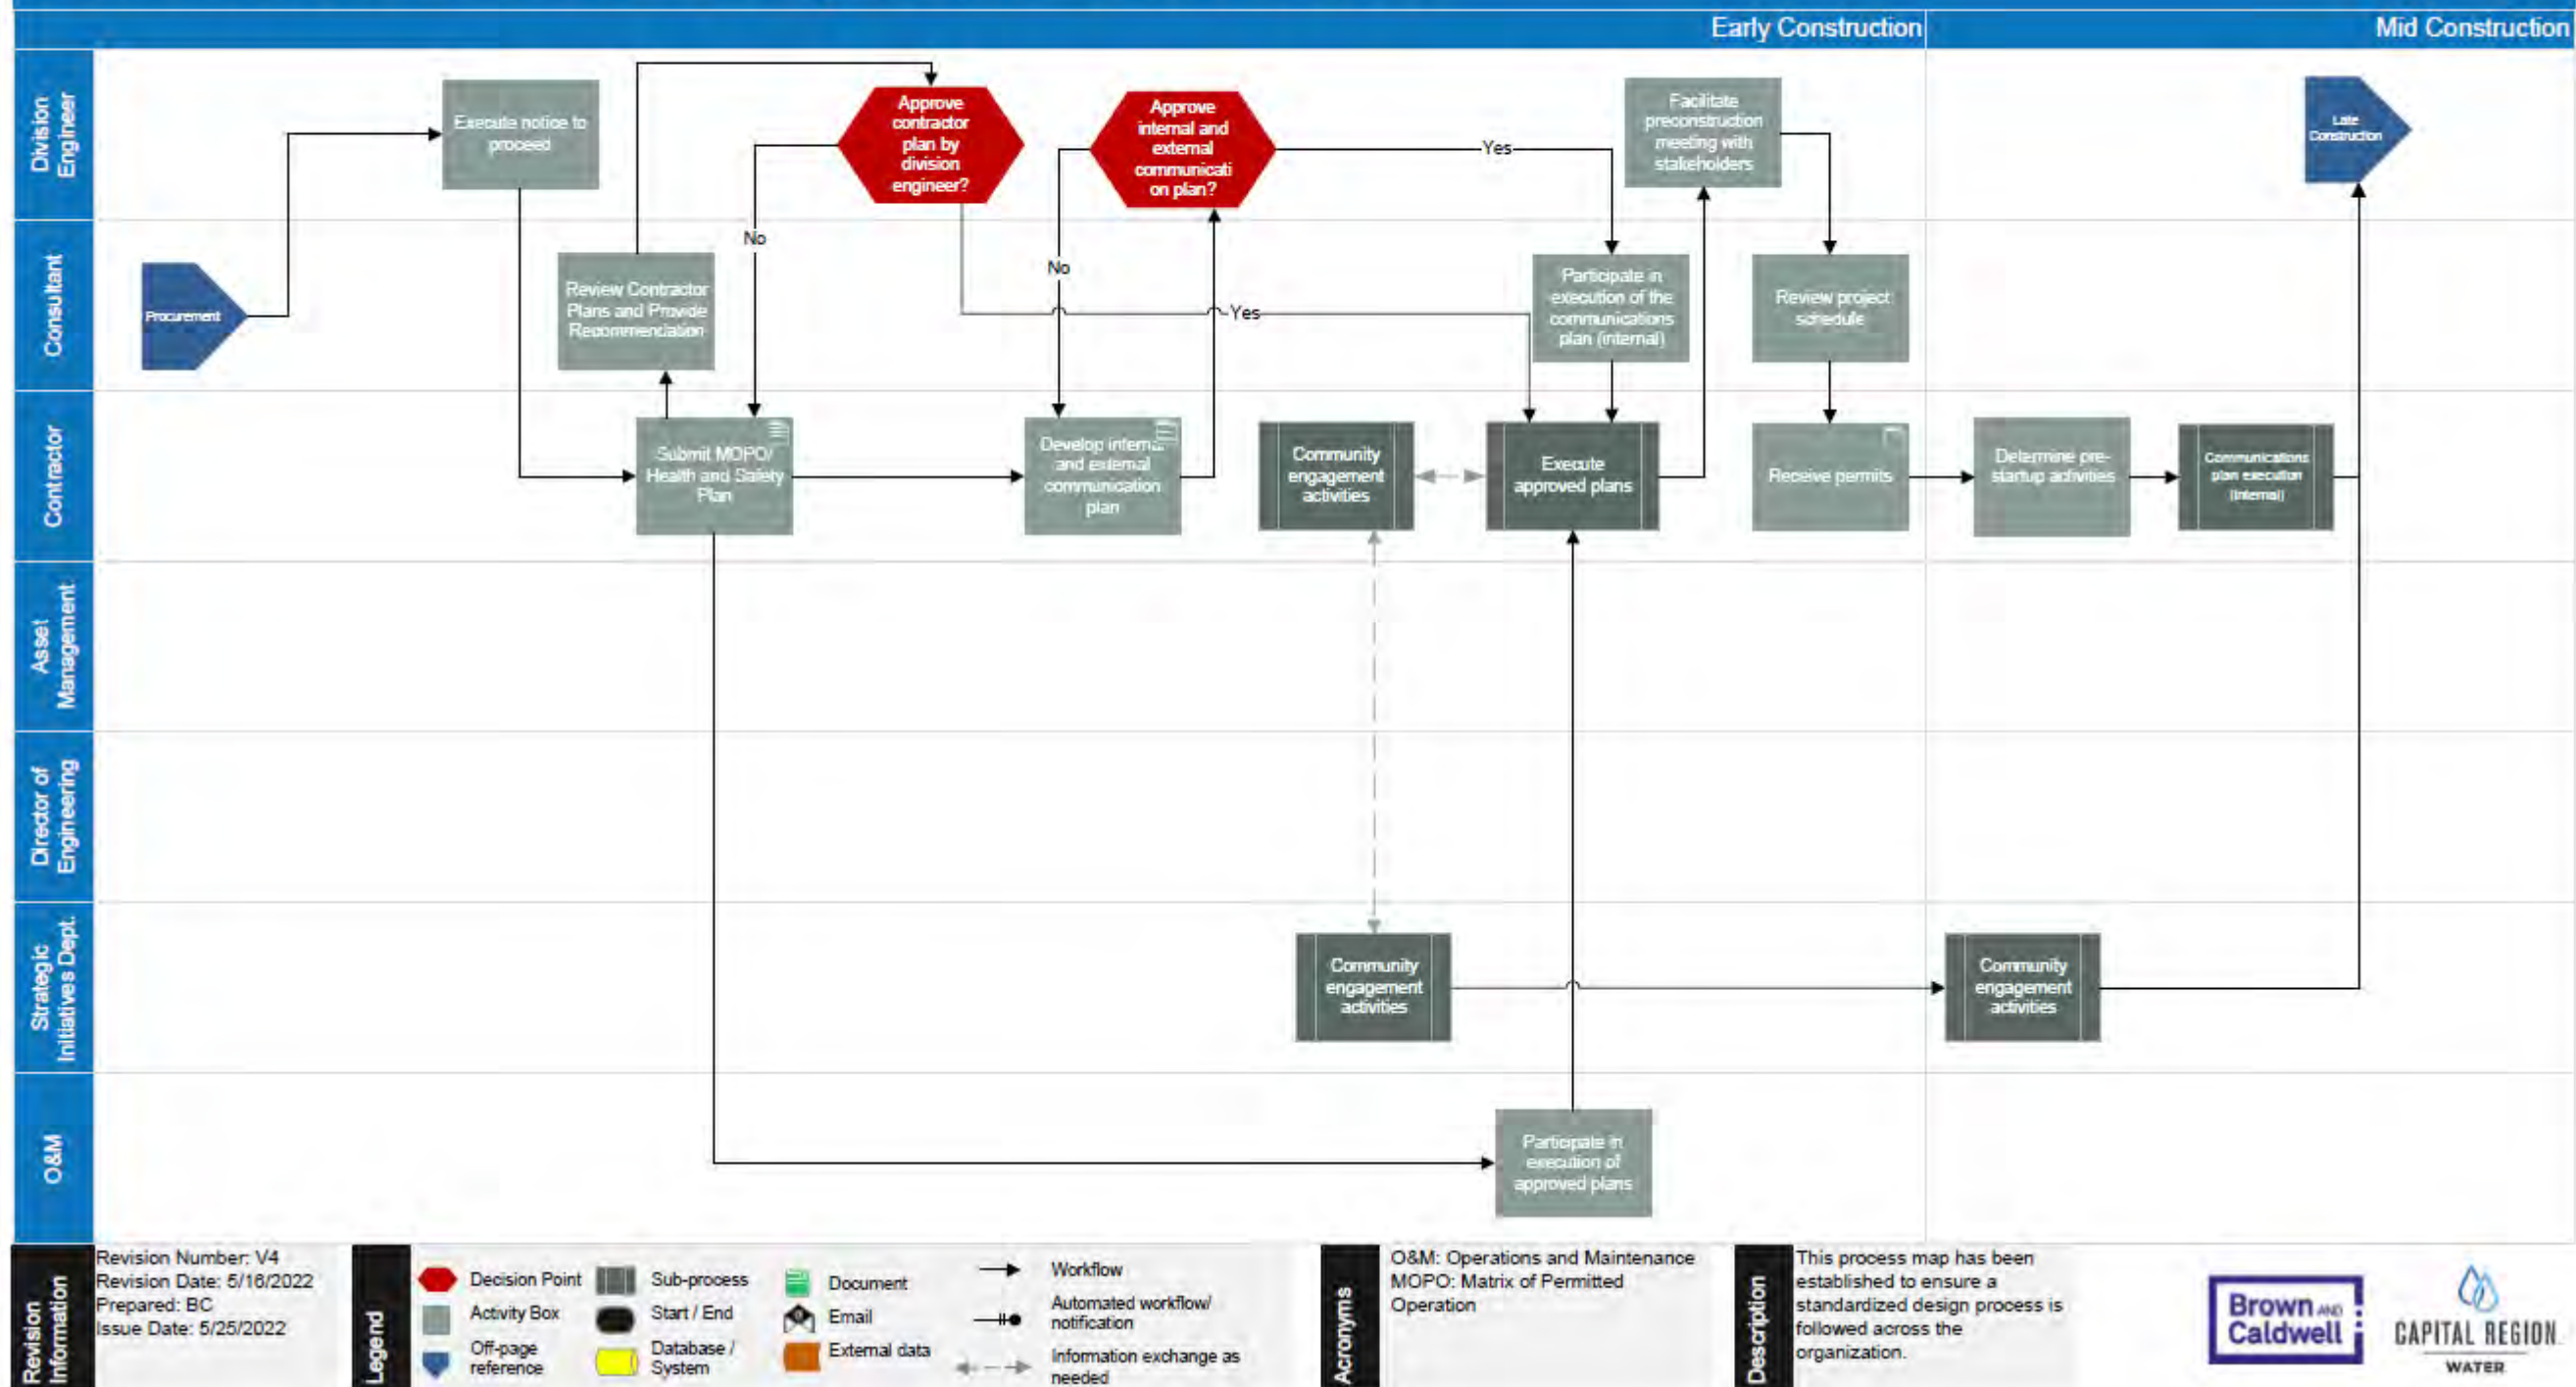 Early Construction
Mid Construction
Division
Engineer
Execute notice to
proceed
Approve
contractor
plan by
division
engineer?
Approve
internal and
external
communicati
on plan?
Yes
Facilitate
preconstruction
meeting with
stakeholders
Late
Construction
No
No
Consultant
Procurement
Review Contractor
Plans and Provide
Recommendation
Yes
Participate in
execution of the
communications
plan (internal)
Review project
schedule
Contractor
Submit MOPO/
Health and Safety
Plan
Develop internal
and external
communication
plan
Community
engagement
activities
Execute
approved plans
Receive permits
Determine pre-
startup activities
Communications
plan execution
(Internal)
Asset
Management
Director of
Engineering
Strategic
Initiatives Dept.
Community
engagement
activities
Community
engagement
activities
O&M
Participate in
execution of
approved plans
Revision
Information
Revision Number: V4
Revision Date: 5/16/2022
Prepared: BC
Issue Date: 5/25/2022
Legend
Decision Point
Activity Box
Off-page
reference
Sub-process
Start / End
Database /
System
Document
Email
External data
Workflow
Automated workflow/
notification
Information exchange as
needed
Acronyms
O&M: Operations and Maintenance
MOPO: Matrix of Permitted
Operation
Description
This process map has been
established to ensure a
standardized design process is
followed across the
organization.
Brown AND
Caldwell
CAPITAL REGION
WATER